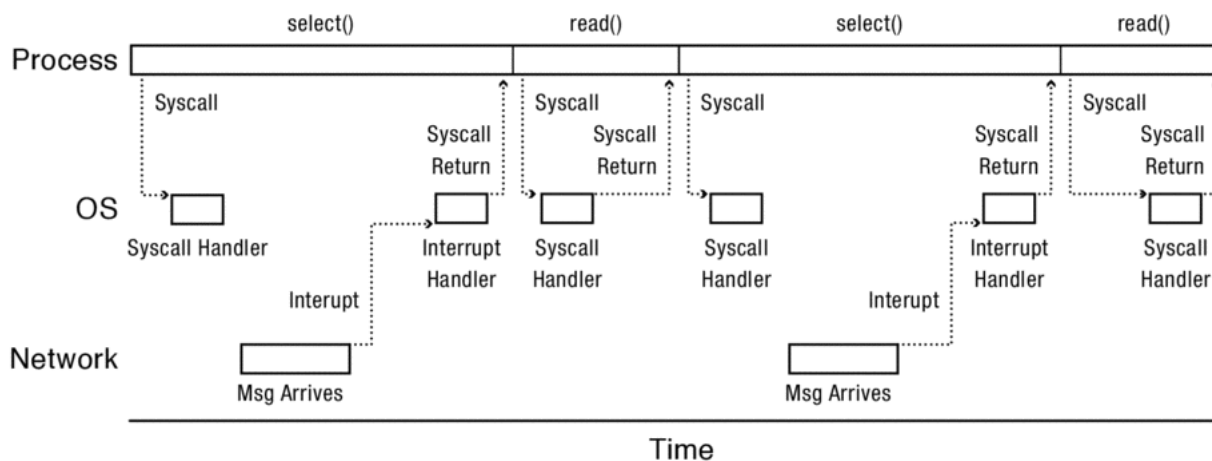 select()
read()
select()
read()
Process
Syscall
Syscall
Return
Syscall
Syscall
Return
Syscall
Syscall
Return
Syscall
Syscall
Return
OS
Syscall Handler
Interrupt
Handler
Syscall
Handler
Syscall
Handler
Interrupt
Handler
Syscall
Handler
Interupt
Interupt
Network
Msg Arrives
Msg Arrives
Time